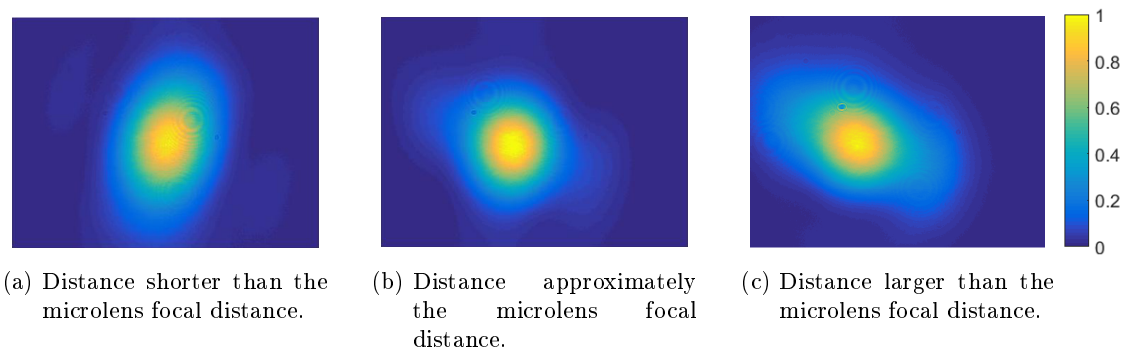 1
0.8
0.6
0.4
0.2
0
(a) Distance shorter than the
microlens focal distance.
(b) Distance approximately
the microlens focal
distance.
(c) Distance larger than the
microlens focal distance.